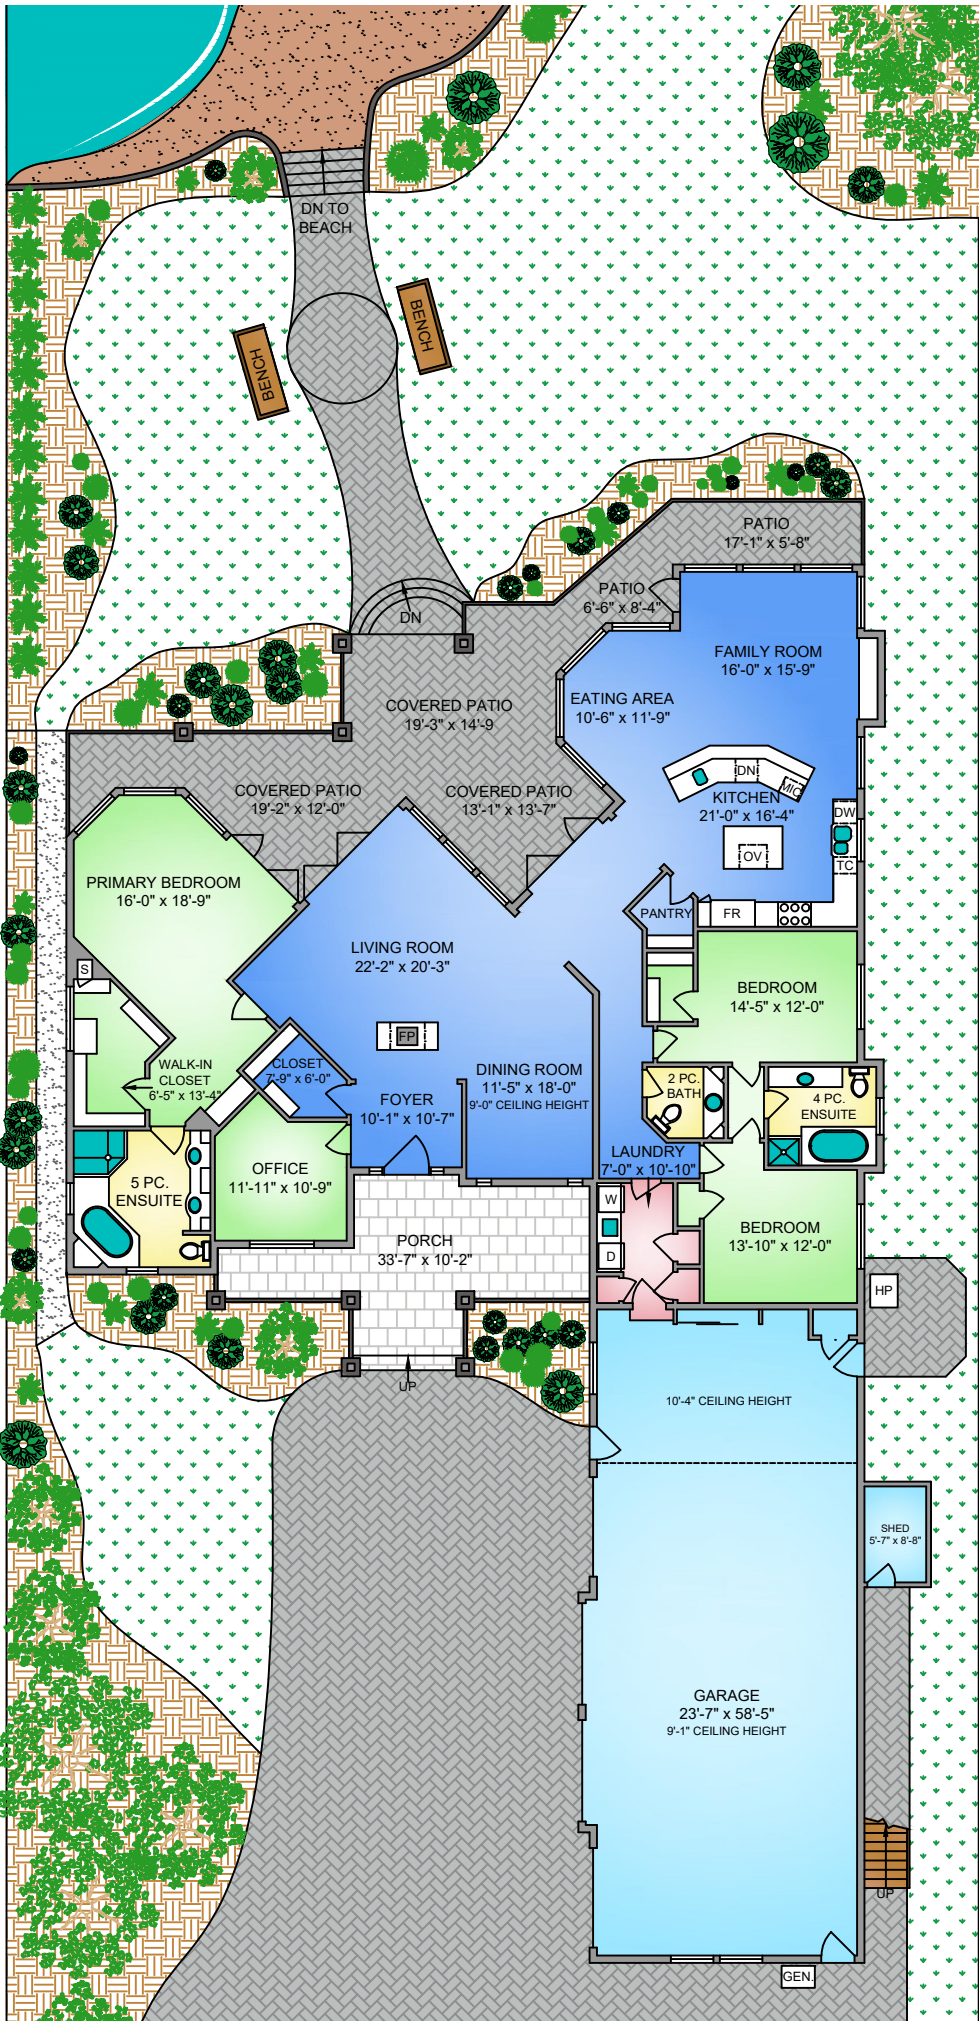 DN TO
BEACH
BENCH
BENCH
PATIO
17'-1" x 5'-8"
PATIO
6'-6" x 8'-4"
DN
FAMILY ROOM
16'-0" x 15'-9"
EATING AREA
10'-6" x 11'-9"
COVERED PATIO
19'-3" x 14'-9
COVERED PATIO
19'-2" x 12'-0"
COVERED PATIO
13'-1" x 13'-7"
DN
MIC
KITCHEN
21'-0" x 16'-4"
DW
OV
TC
PRIMARY BEDROOM
16'-0" x 18'-9"
PANTRY
FR
LIVING ROOM
22'-2" x 20'-3"
S
BEDROOM
14'-5" x 12'-0"
FP
WALK-IN
CLOSET
6'-5" x 13'-4"
CLOSET
7'-9" x 6'-0"
DINING ROOM
11'-5" x 18'-0"
9'-0" CEILING HEIGHT
2 PC.
BATH
4 PC.
ENSUITE
FOYER
10'-1" x 10'-7"
OFFICE
11'-11" x 10'-9"
5 PC.
ENSUITE
LAUNDRY
7'-0" x 10'-10"
W
D
BEDROOM
13'-10" x 12'-0"
PORCH
33'-7" x 10'-2"
HP
UP
10'-4" CEILING HEIGHT
SHED
5'-7" x 8'-8"
GARAGE
23'-7" x 58'-5"
9'-1" CEILING HEIGHT
UP
GEN.